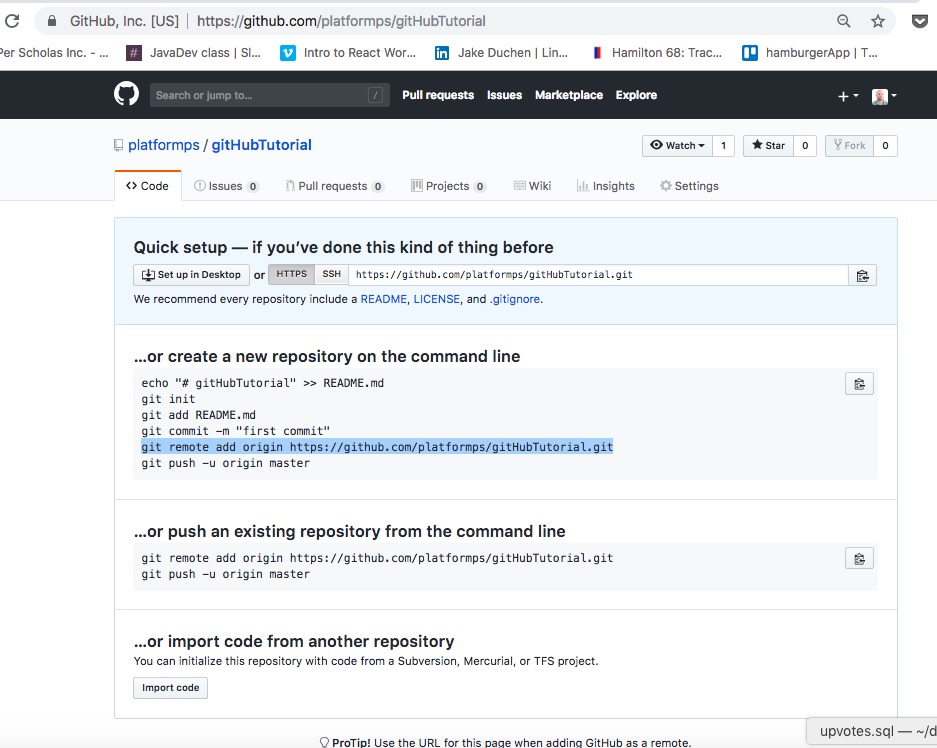 GitHub, Inc. [US] | https://github.com/platformps/gitHubTutorial
Per Scholas Inc. - ... JavaDev class | Sl... Intro to React Wor... Jake Duchen | Lin... Hamilton 68: Trac... hamburgerApp | T...
Search or jump to... / Pull requests Issues Marketplace Explore
platformps / gitHubTutorial
Watch 1 Star 0 Fork 0
<> Code Issues 0 Pull requests 0 Projects 0 Wiki Insights Settings
Quick setup — if you’ve done this kind of thing before
Set up in Desktop or HTTPS SSH https://github.com/platformps/gitHubTutorial.git
We recommend every repository include a README, LICENSE, and .gitignore.
…or create a new repository on the command line
echo "# gitHubTutorial" >> README.md
git init
git add README.md
git commit -m "first commit"
git remote add origin https://github.com/platformps/gitHubTutorial.git
git push -u origin master
…or push an existing repository from the command line
git remote add origin https://github.com/platformps/gitHubTutorial.git
git push -u origin master
…or import code from another repository
You can initialize this repository with code from a Subversion, Mercurial, or TFS project.
Import code
upvotes.sql — ~/d
ProTip! Use the URL for this page when adding GitHub as a remote.